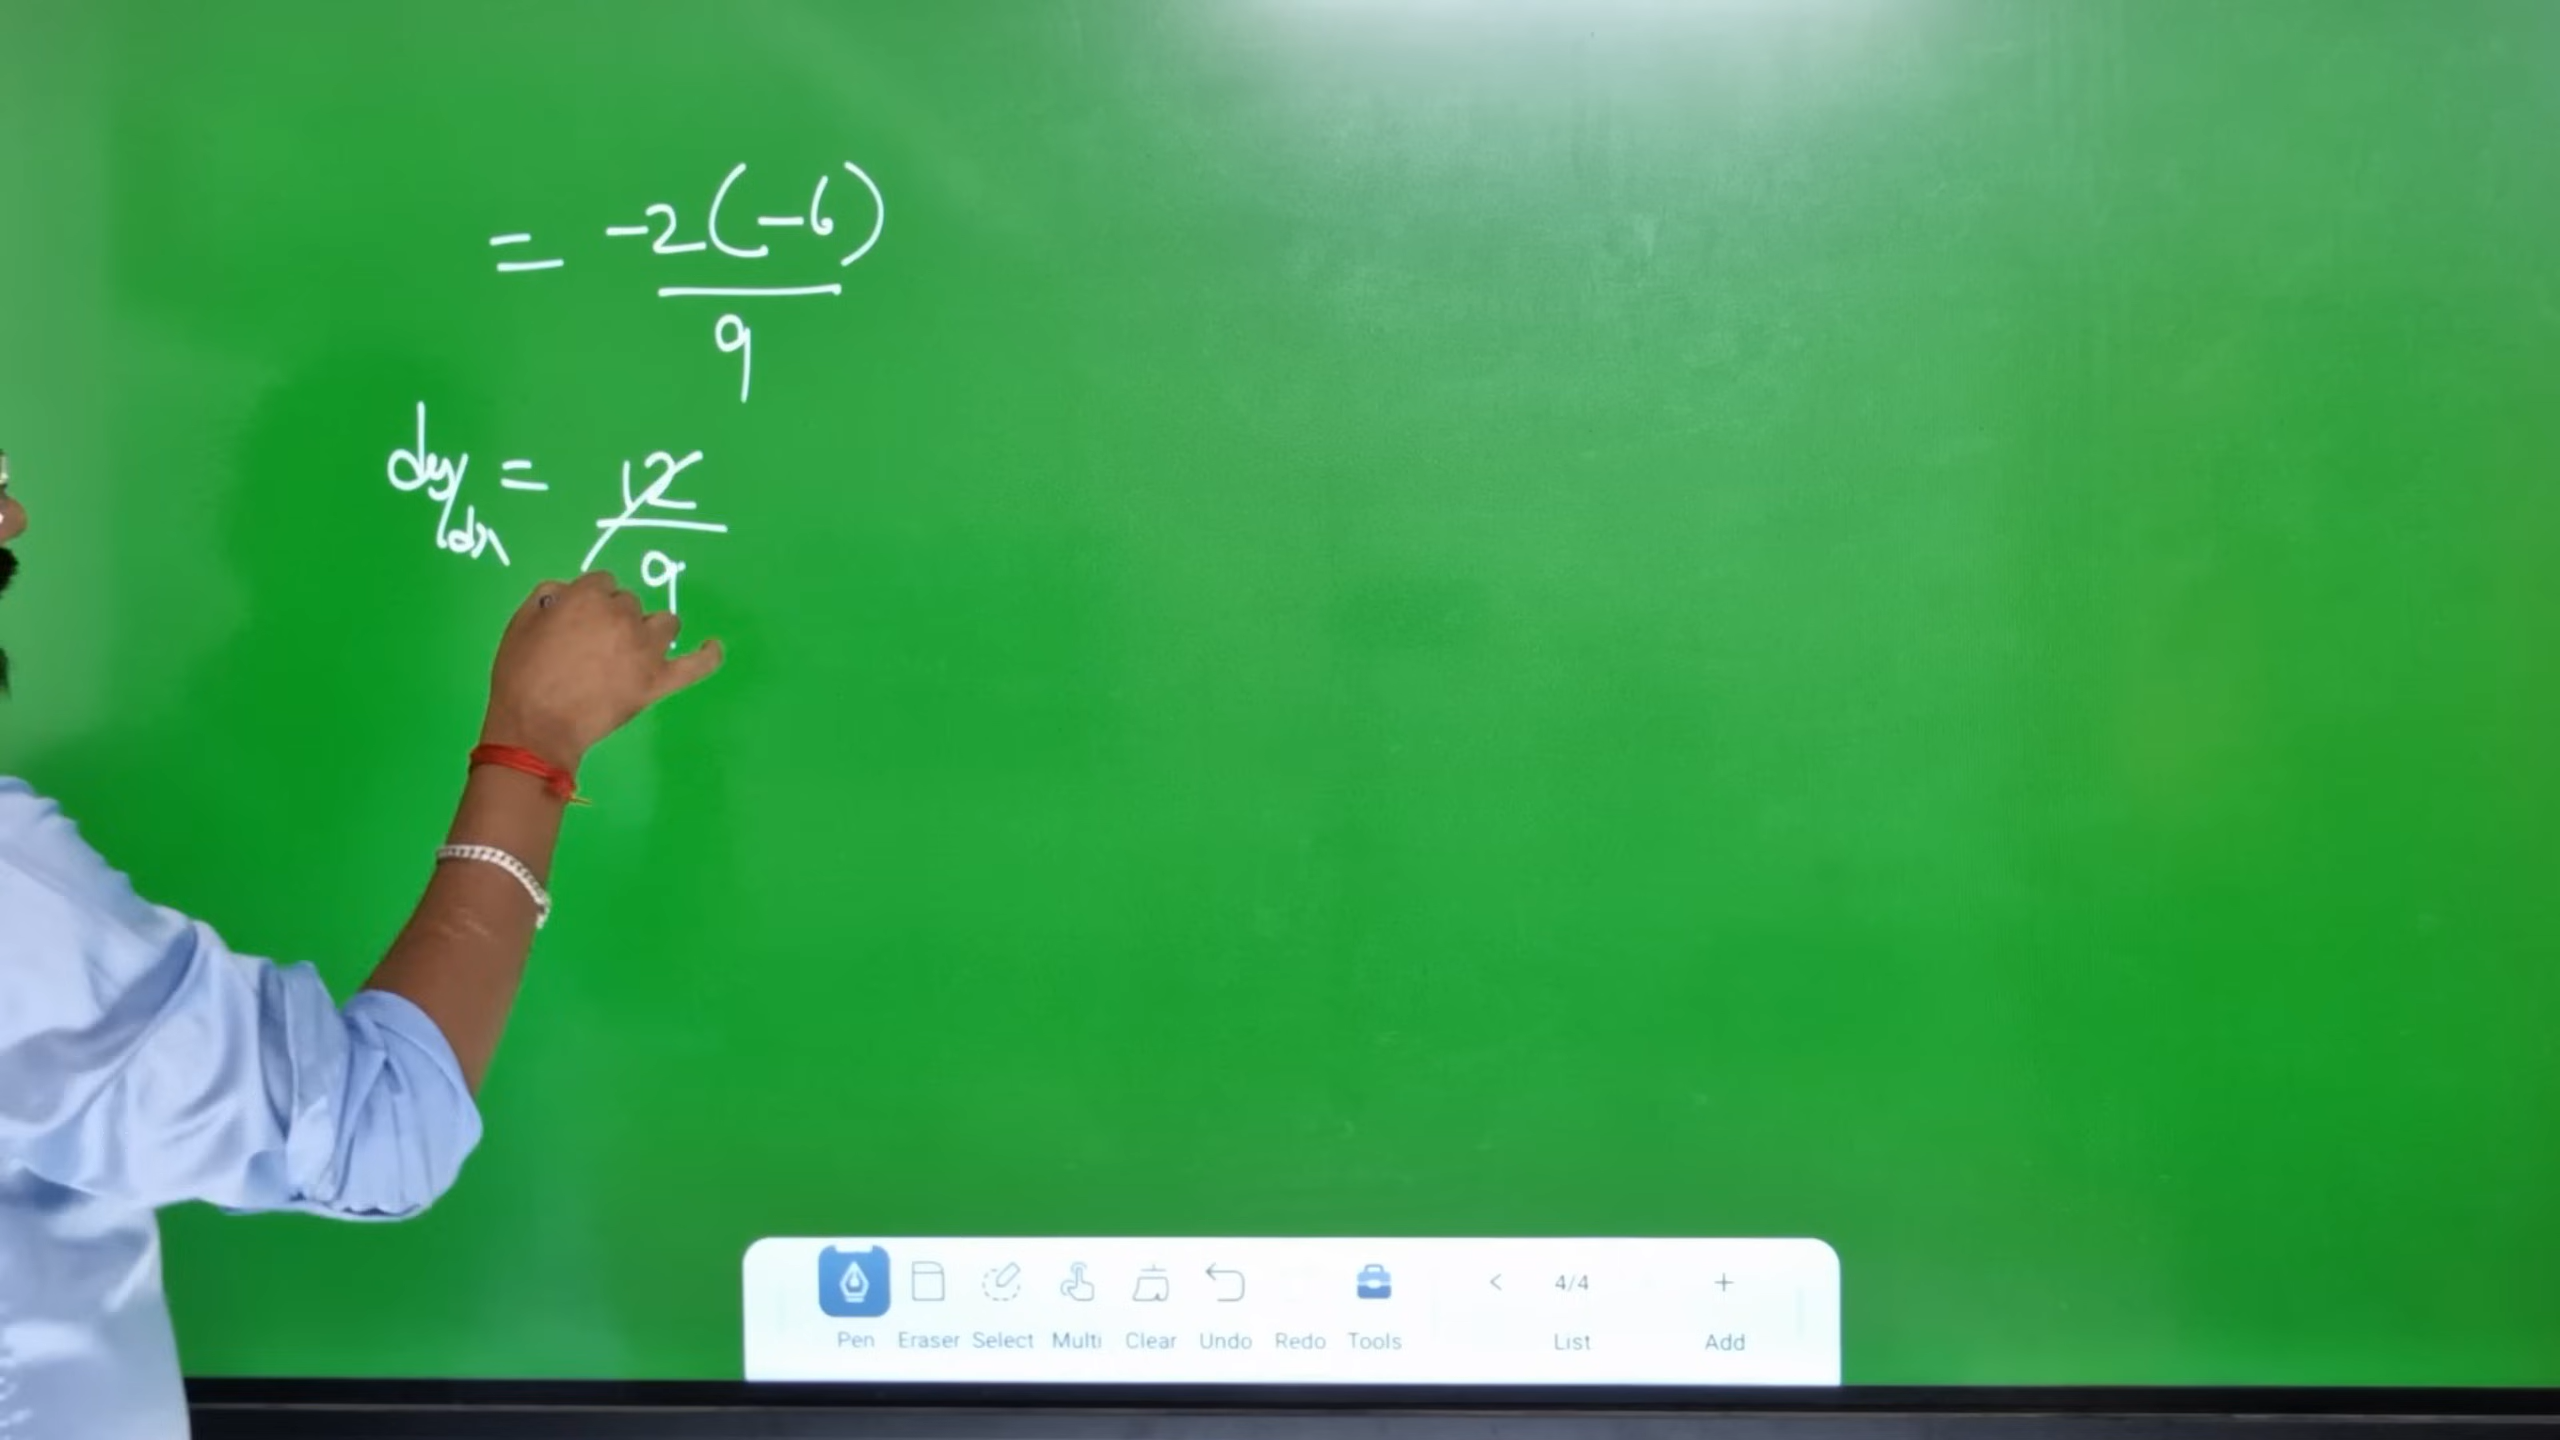 = -2(-6)
9
dy/dx = 12
9
4/4
Pen Eraser Select Multi Clear Undo Redo Tools List Add